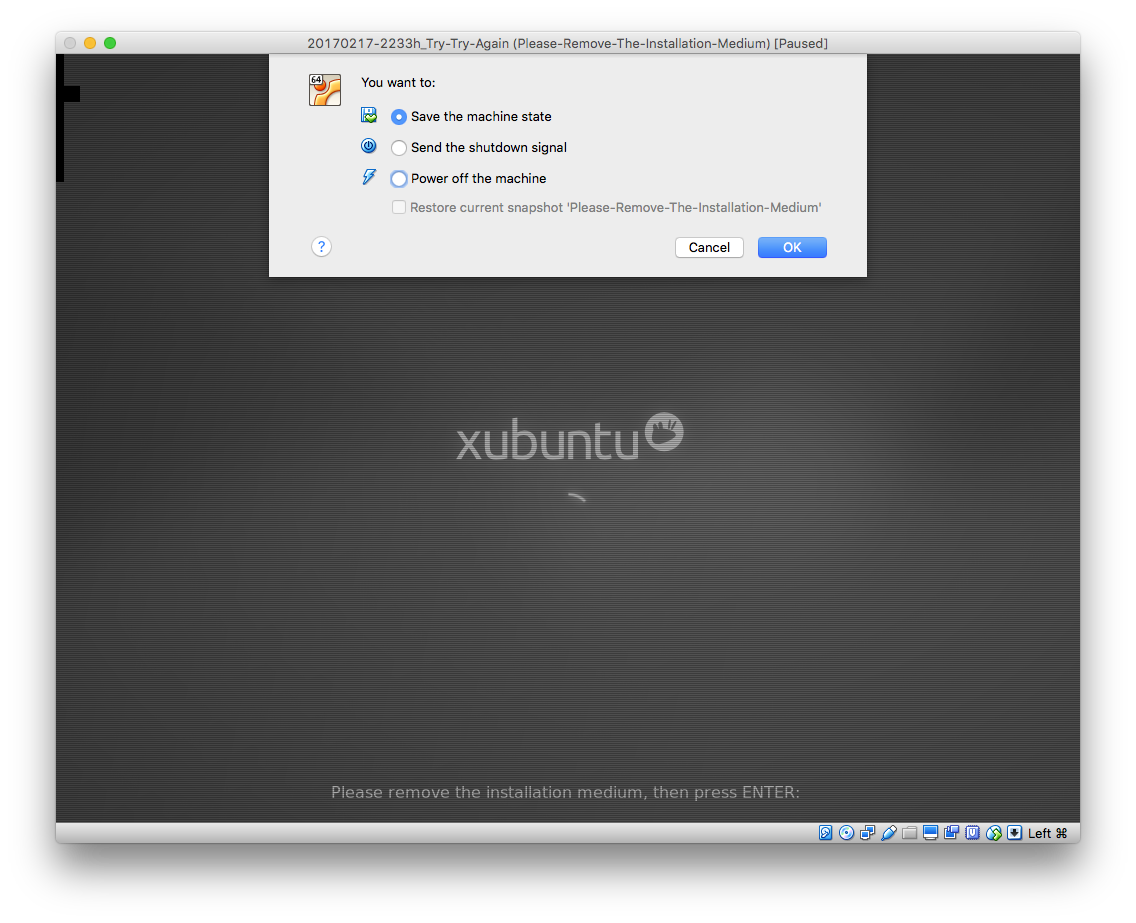 20170217-2233h_Try-Try-Again (Please-Remove-The-Installation-Medium) [Paused]
64
You want to:
Save the machine state
Send the shutdown signal
Power off the machine
Restore current snapshot 'Please-Remove-The-Installation-Medium'
?
Cancel
OK
xubuntu
Please remove the installation medium, then press ENTER:
Left ⌘